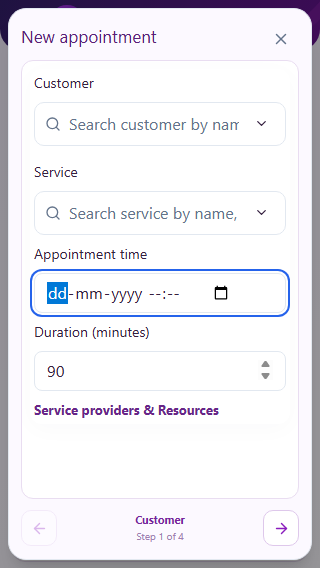 New appointment
Customer
Search customer by nam
Service
Search service by name,
Appointment time
dd-mm-yyyy --:--
Duration (minutes)
90
Service providers & Resources
Customer
Step 1 of 4